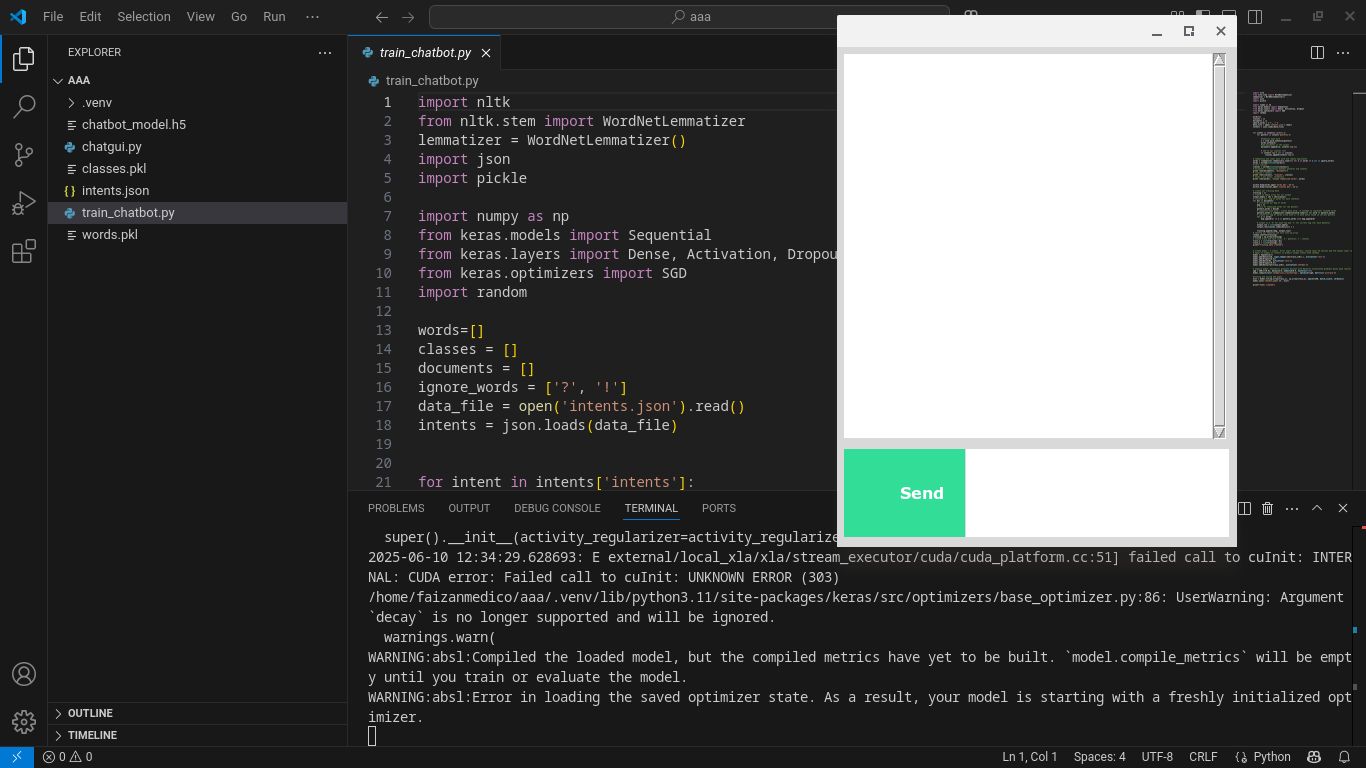 File Edit Selection View Go Run ···
aaa
EXPLORER
AAA
.venv
chatbot_model.h5
chatgui.py
classes.pkl
{} intents.json
train_chatbot.py
words.pkl
OUTLINE
TIMELINE
train_chatbot.py
train_chatbot.py
1 import nltk
2 from nltk.stem import WordNetLemmatizer
3 lemmatizer = WordNetLemmatizer()
4 import json
5 import pickle
6
7 import numpy as np
8 from keras.models import Sequential
9 from keras.layers import Dense, Activation, Dropou
10 from keras.optimizers import SGD
11 import random
12
13 words=[]
14 classes = []
15 documents = []
16 ignore_words = ['?', '!']
17 data_file = open('intents.json').read()
18 intents = json.loads(data_file)
19
20
21 for intent in intents['intents']:
Send
PROBLEMS OUTPUT DEBUG CONSOLE TERMINAL PORTS
super().__init__(activity_regularizer=activity_regularize
2025-06-10 12:34:29.628693: E external/local_xla/xla/stream_executor/cuda/cuda_platform.cc:51] failed call to cuInit: INTER
NAL: CUDA error: Failed call to cuInit: UNKNOWN ERROR (303)
/home/faizanmedico/aaa/.venv/lib/python3.11/site-packages/keras/src/optimizers/base_optimizer.py:86: UserWarning: Argument
`decay` is no longer supported and will be ignored.
warnings.warn(
WARNING:absl:Compiled the loaded model, but the compiled metrics have yet to be built. `model.compile_metrics` will be empt
y until you train or evaluate the model.
WARNING:absl:Error in loading the saved optimizer state. As a result, your model is starting with a freshly initialized opt
imizer.
0 0 Ln 1, Col 1 Spaces: 4 UTF-8 CRLF {} Python